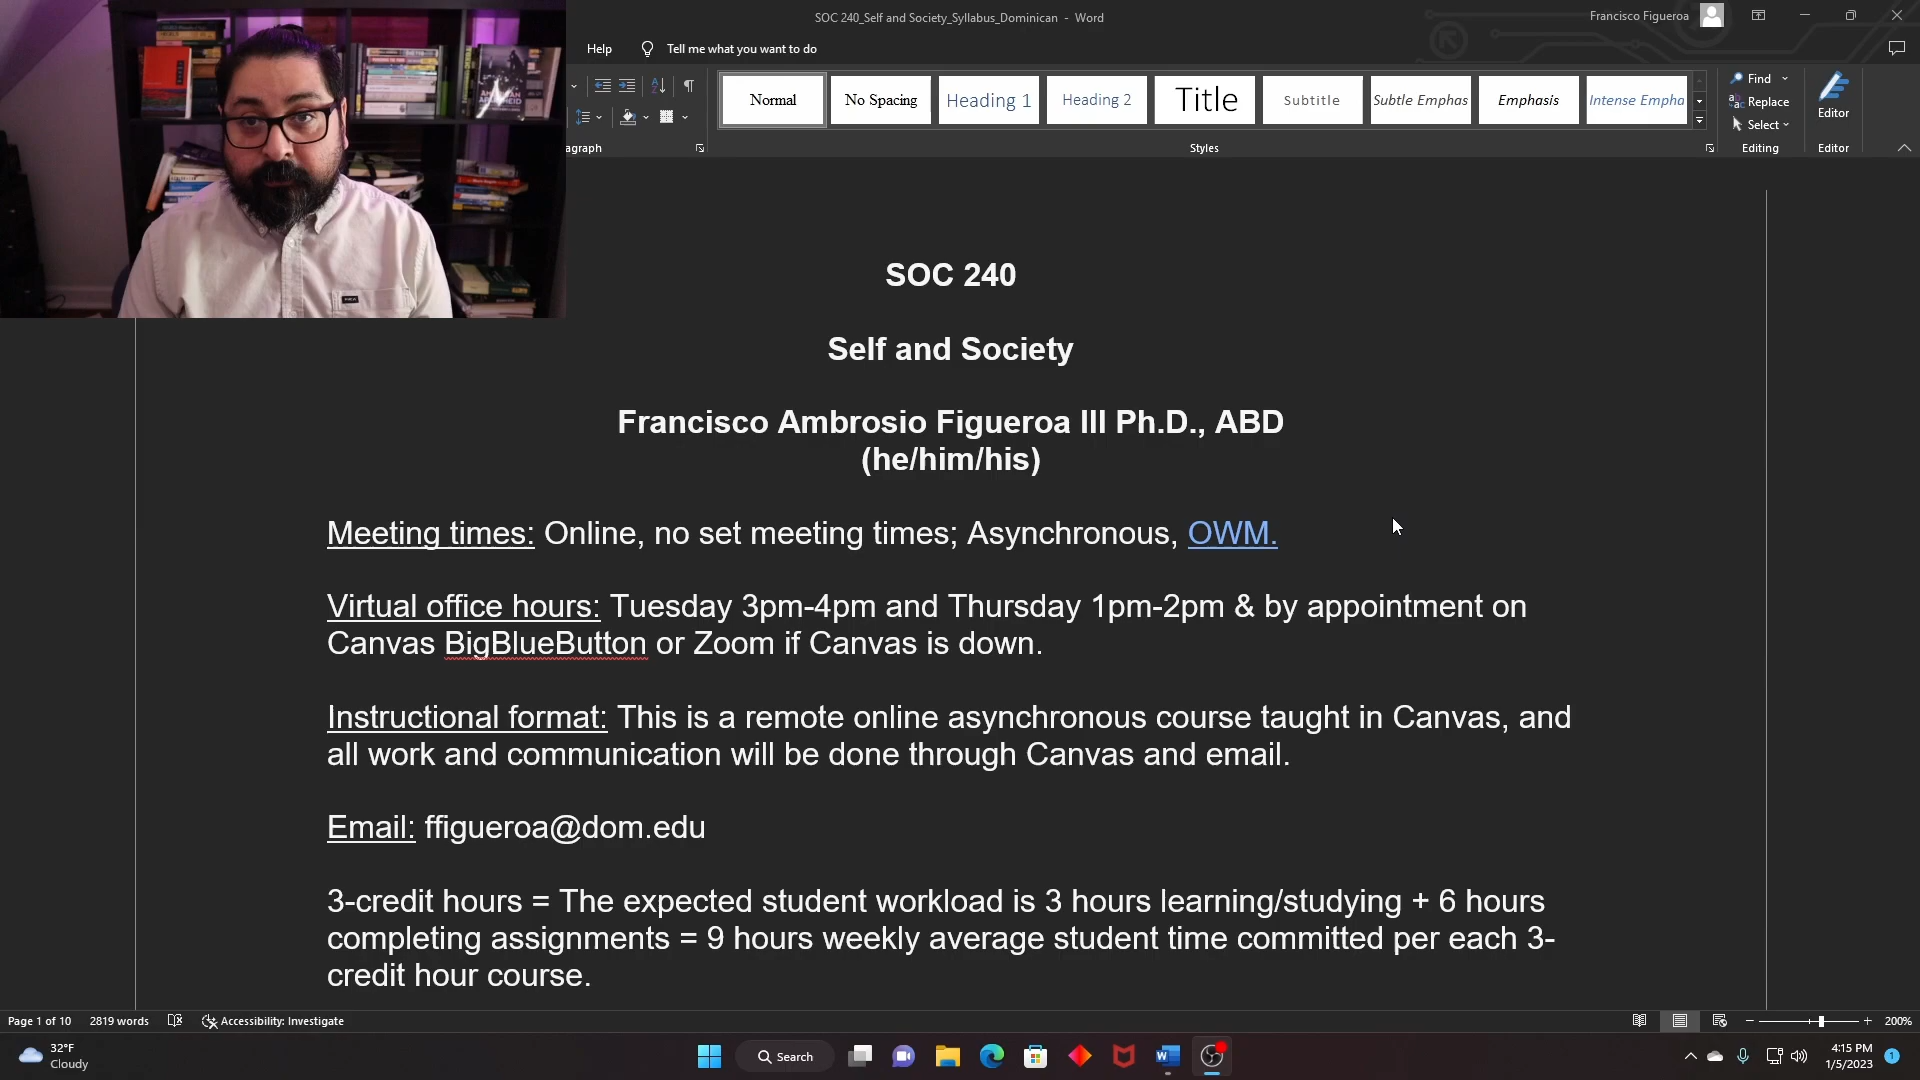 SOC 240_Self and Society_Syllabus_Dominican - Word
Francisco Figueroa
Help
Tell me what you want to do
Normal
No Spacing
Heading 1
Heading 2
Title
Subtitle
Subtle Emphas
Emphasis
Intense Empha
Find
Replace
Select
Editor
agraph
Styles
Editing
Editor
SOC 240
Self and Society
Francisco Ambrosio Figueroa III Ph.D., ABD
(he/him/his)
Meeting times: Online, no set meeting times; Asynchronous, OWM.
Virtual office hours: Tuesday 3pm-4pm and Thursday 1pm-2pm & by appointment on
Canvas BigBlueButton or Zoom if Canvas is down.
Instructional format: This is a remote online asynchronous course taught in Canvas, and
all work and communication will be done through Canvas and email.
Email: ffigueroa@dom.edu
3-credit hours = The expected student workload is 3 hours learning/studying + 6 hours
completing assignments = 9 hours weekly average student time committed per each 3-
credit hour course.
Page 1 of 10
2819 words
Accessibility: Investigate
200%
32°F
Cloudy
Search
4:15 PM
1/5/2023
1